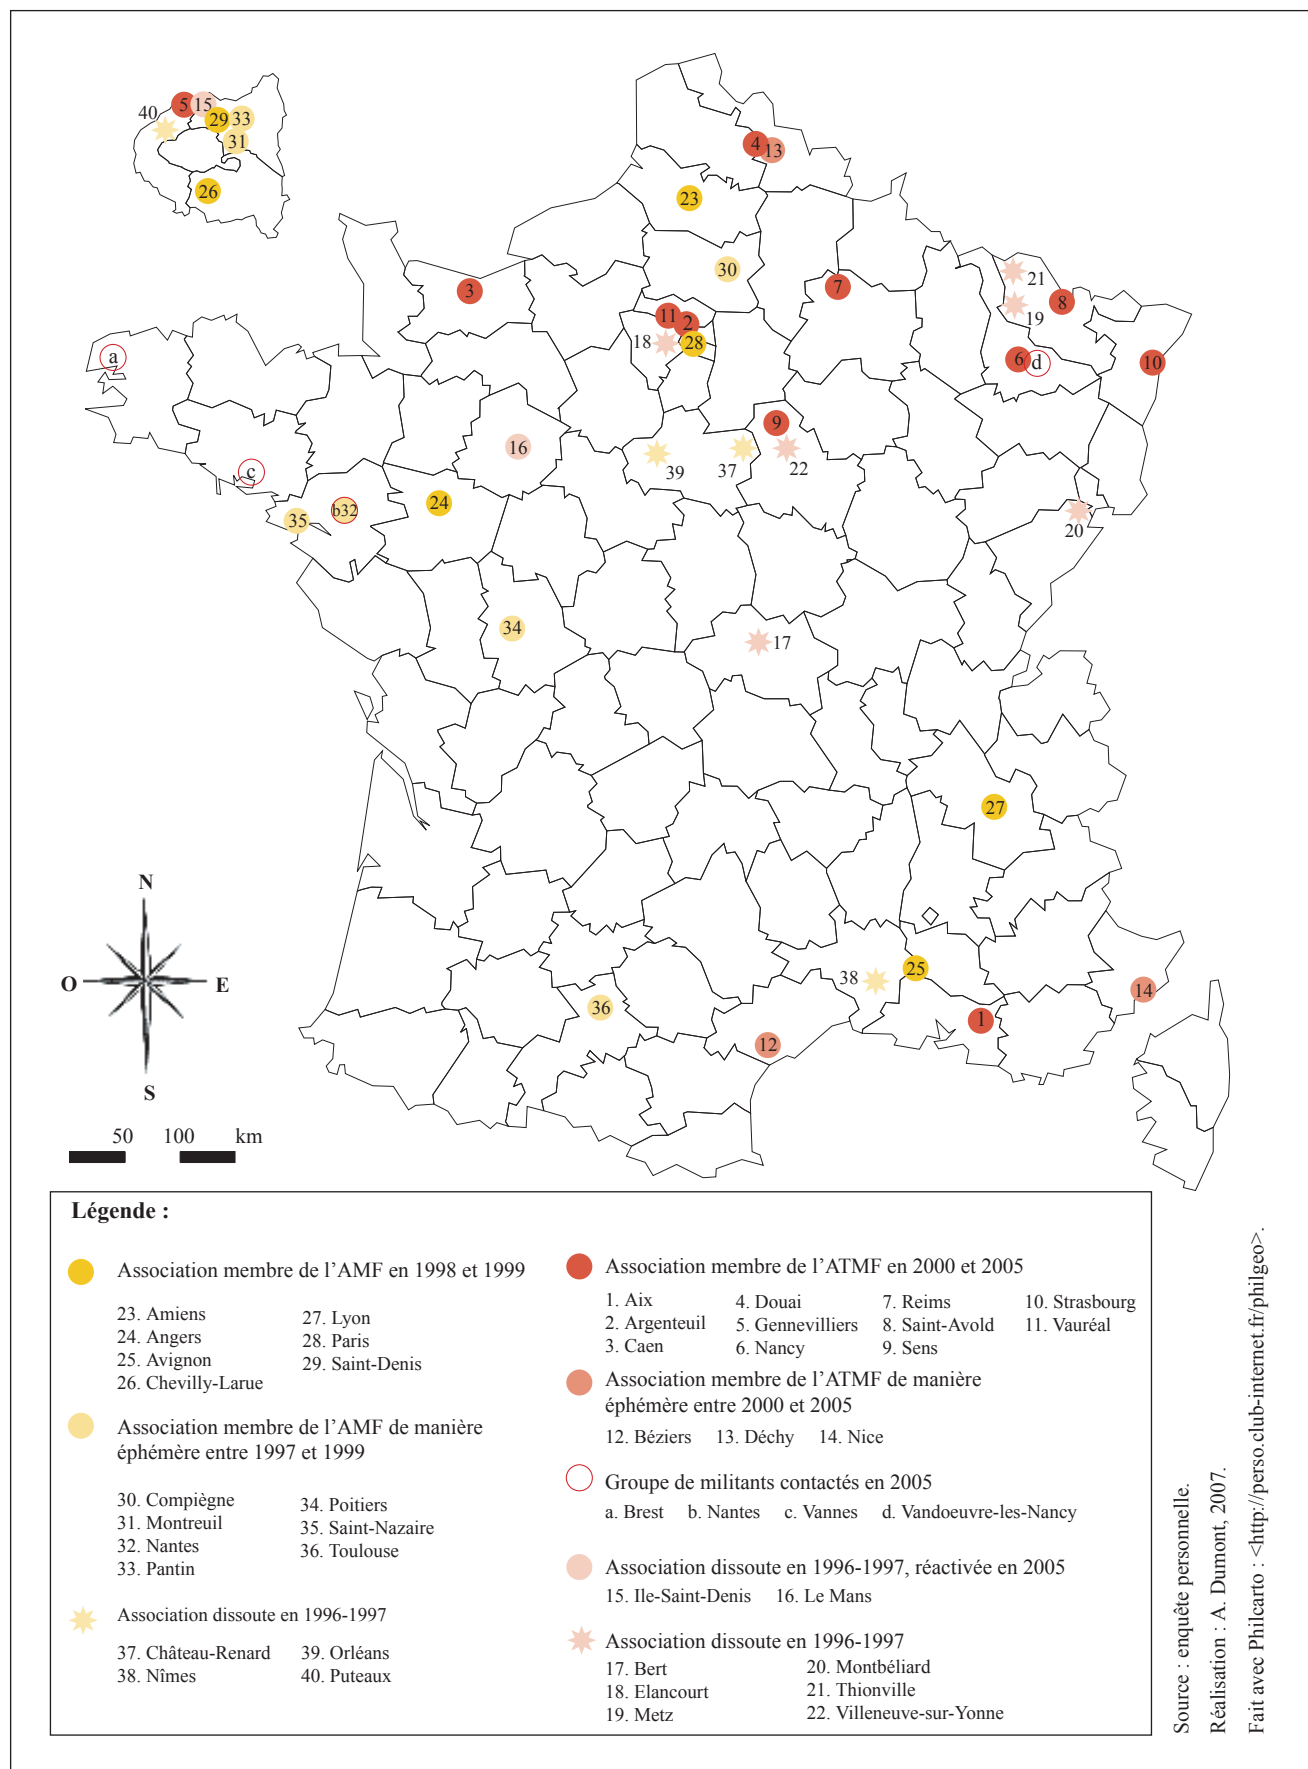 40
5
15
29
33
31
26
4
13
23
30
3
7
21
19
8
11
2
18
28
a
6
d
10
9
16
39
37
22
c
b32
24
35
20
34
17
27
N
O
E
S
38
25
36
14
1
12
50 100 km
Légende :
Association membre de l’AMF en 1998 et 1999
23. Amiens
24. Angers
25. Avignon
26. Chevilly-Larue
27. Lyon
28. Paris
29. Saint-Denis
Association membre de l’AMF de manière
éphémère entre 1997 et 1999
30. Compiègne
31. Montreuil
32. Nantes
33. Pantin
34. Poitiers
35. Saint-Nazaire
36. Toulouse
Association dissoute en 1996-1997
37. Château-Renard
38. Nîmes
39. Orléans
40. Puteaux
Association membre de l’ATMF en 2000 et 2005
1. Aix
2. Argenteuil
3. Caen
4. Douai
5. Gennevilliers
6. Nancy
7. Reims
8. Saint-Avold
9. Sens
10. Strasbourg
11. Vauréal
Association membre de l’ATMF de manière
éphémère entre 2000 et 2005
12. Béziers 13. Déchy 14. Nice
Groupe de militants contactés en 2005
a. Brest b. Nantes c. Vannes d. Vandoeuvre-les-Nancy
Association dissoute en 1996-1997, réactivée en 2005
15. Ile-Saint-Denis 16. Le Mans
Association dissoute en 1996-1997
17. Bert
18. Elancourt
19. Metz
20. Montbéliard
21. Thionville
22. Villeneuve-sur-Yonne
Source : enquête personnelle.
Réalisation : A. Dumont, 2007.
Fait avec Philcarto : <http://perso.club-internet.fr/philgeo>.